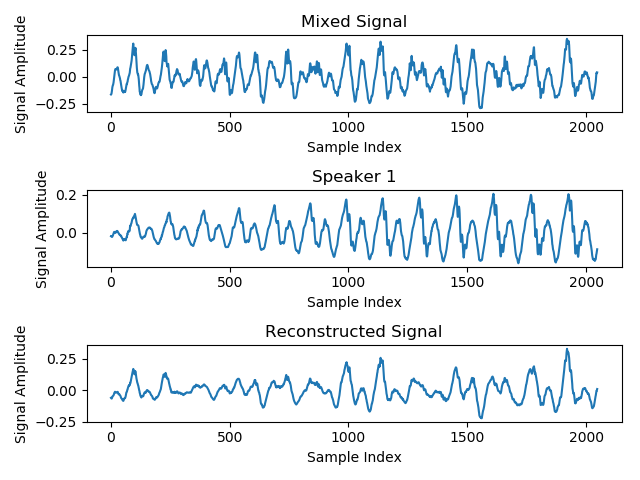 Mixed Signal
Signal Amplitude
0.25
0.00
−0.25
0 500 1000 1500 2000
Sample Index
Speaker 1
Signal Amplitude
0.2
0.0
0 500 1000 1500 2000
Sample Index
Reconstructed Signal
Signal Amplitude
0.25
0.00
−0.25
0 500 1000 1500 2000
Sample Index